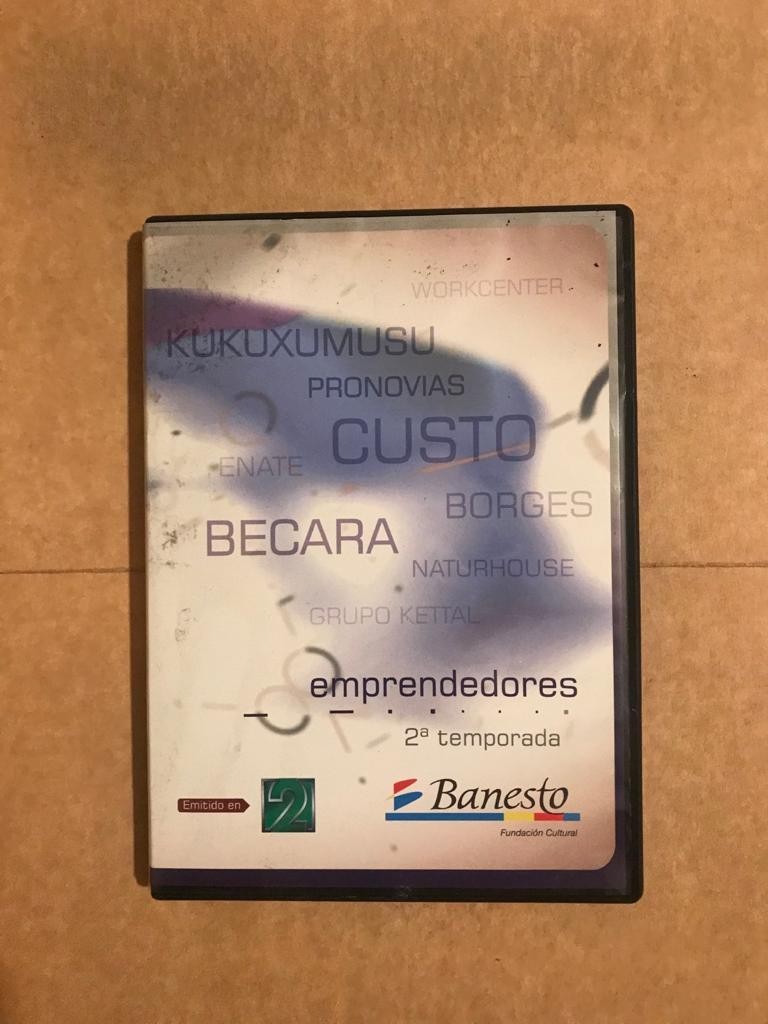 WORKCENTER
KUKUXUMUSU
PRONOVIAS
CUSTO
ENATE
BORGES
BECARA
NATURHOUSE
GRUPO KETTAL
emprendedores
2ª temporada
Emitido en 2
Banesto
Fundación Cultural